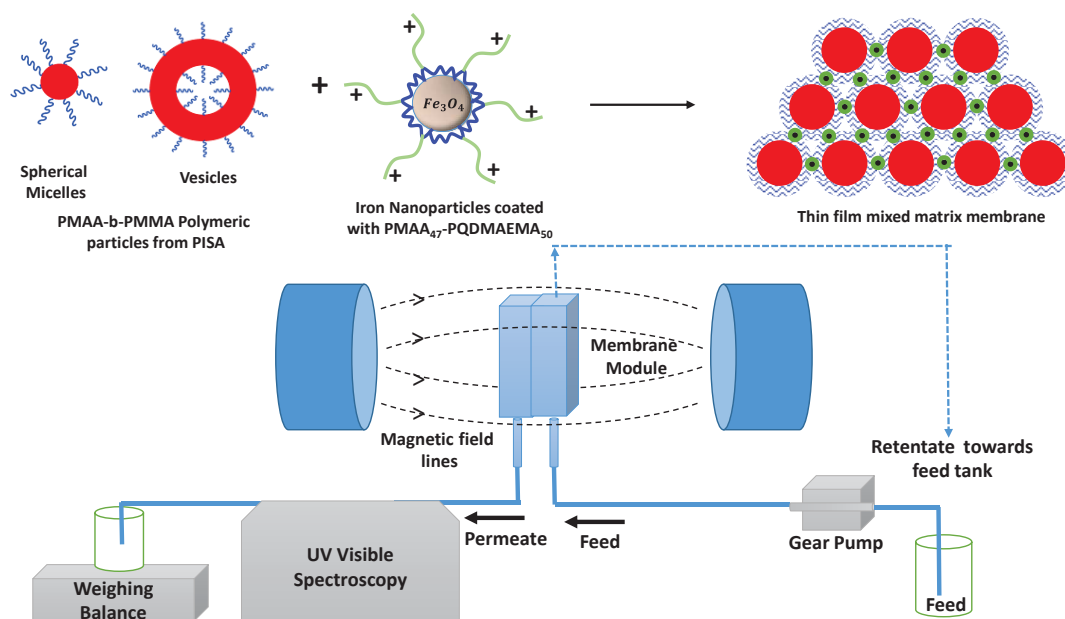 +
+ + + + + +
Fe₃O₄
Spherical
Micelles
Vesicles
PMAA-b-PMMA Polymeric
particles from PISA
Iron Nanoparticles coated
with PMAA₄₇-PQDMAEMA₅₀
Thin film mixed matrix membrane
Membrane
Module
Magnetic field
lines
Retentate towards
feed tank
Permeate
Feed
Gear Pump
UV Visible
Spectroscopy
Weighing
Balance
Feed